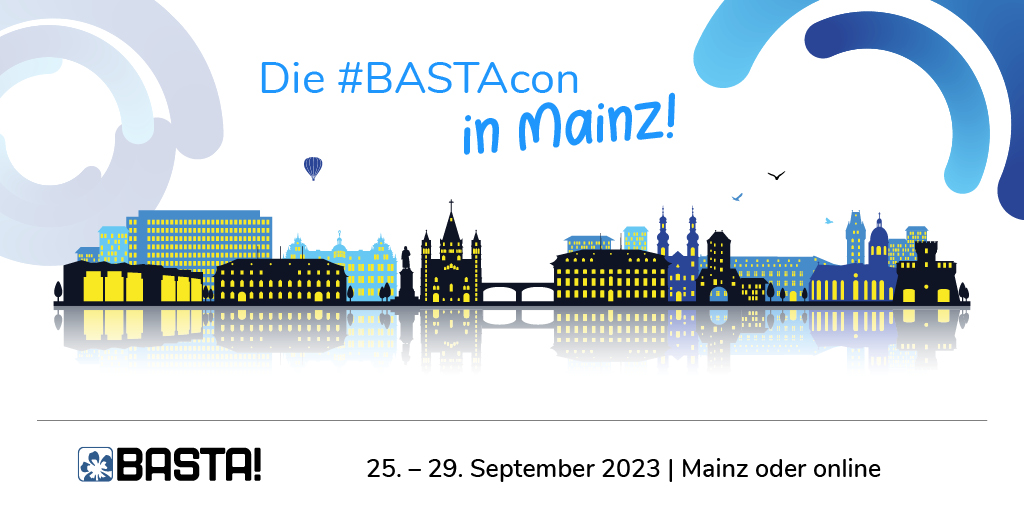 Die #BASTAcon
in Mainz!
BASTA!
25. – 29. September 2023 | Mainz oder online